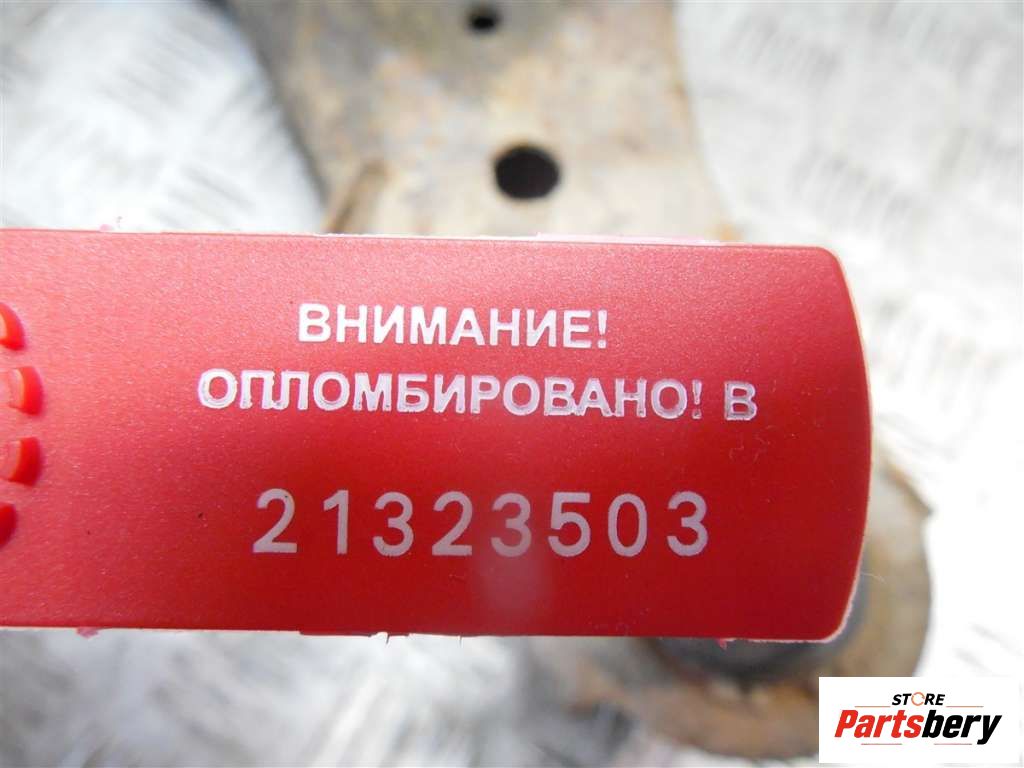 ВНИМАНИЕ!
ОПЛОМБИРОВАНО! В
21323503
STORE
Partsbery